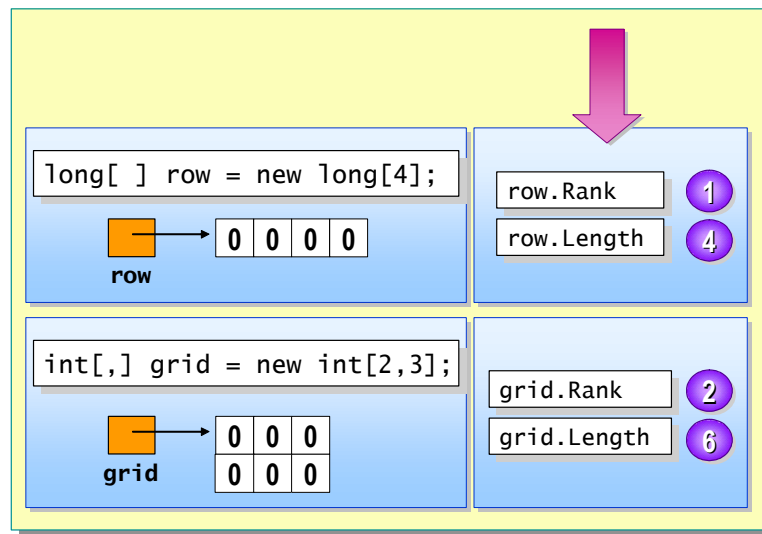 long[ ] row = new long[4];
0 0 0 0
row
row.Rank 1
row.Length 4
int[,] grid = new int[2,3];
0 0 0
0 0 0
grid
grid.Rank 2
grid.Length 6